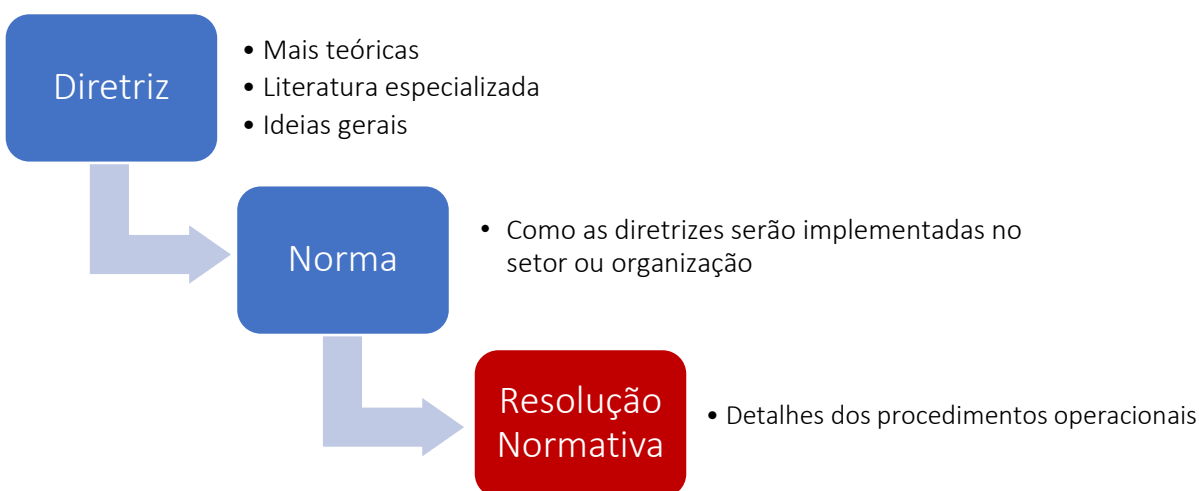 Diretriz
• Mais teóricas
• Literatura especializada
• Ideias gerais
Norma
• Como as diretrizes serão implementadas no
setor ou organização
Resolução
Normativa
• Detalhes dos procedimentos operacionais